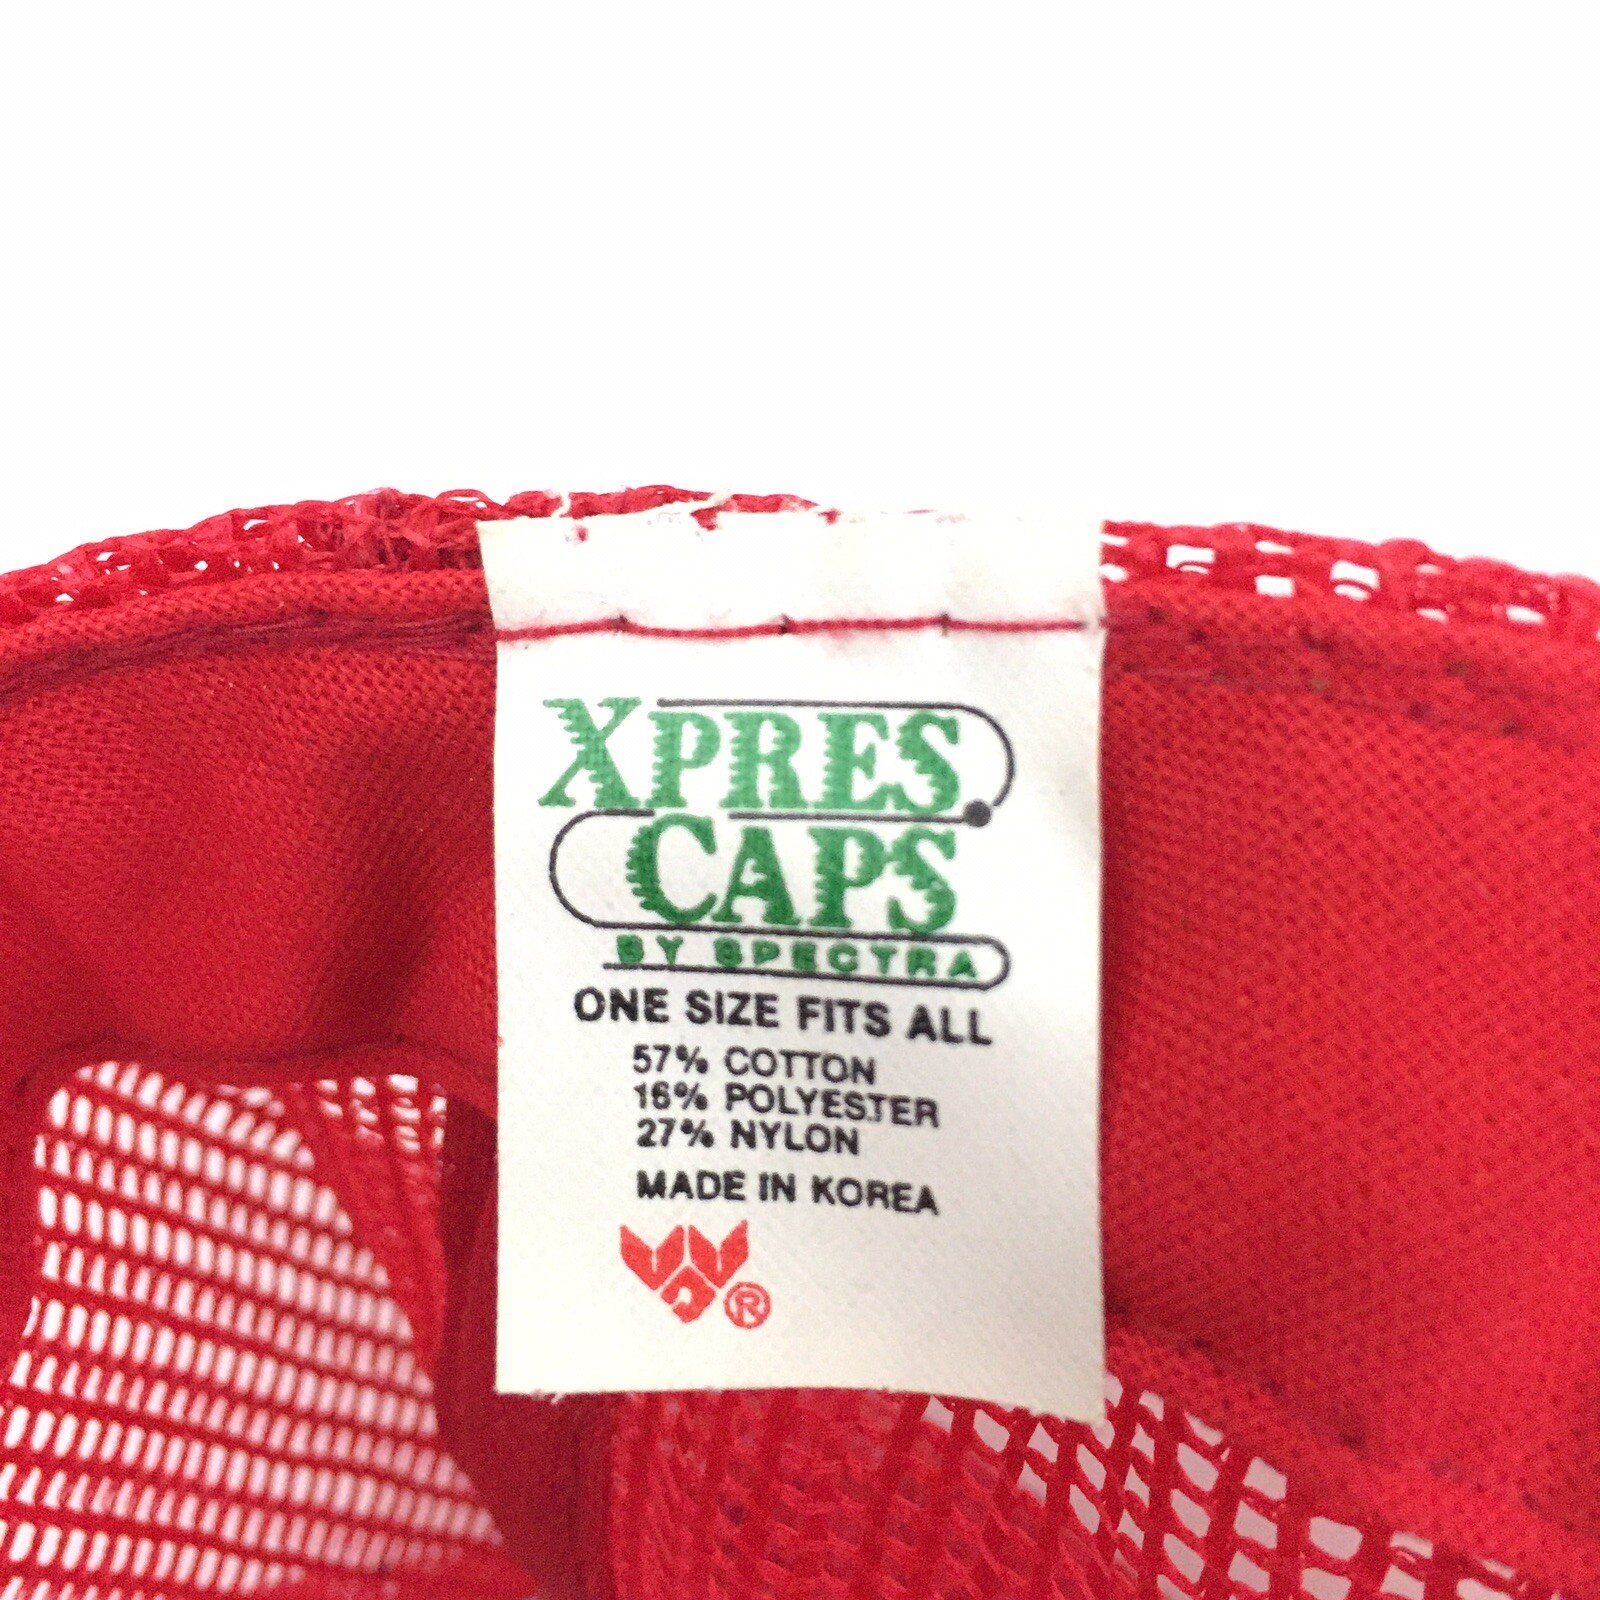 XPRES
CAPS
BY SPECTRA
ONE SIZE FITS ALL
57% COTTON
16% POLYESTER
27% NYLON
MADE IN KOREA
®